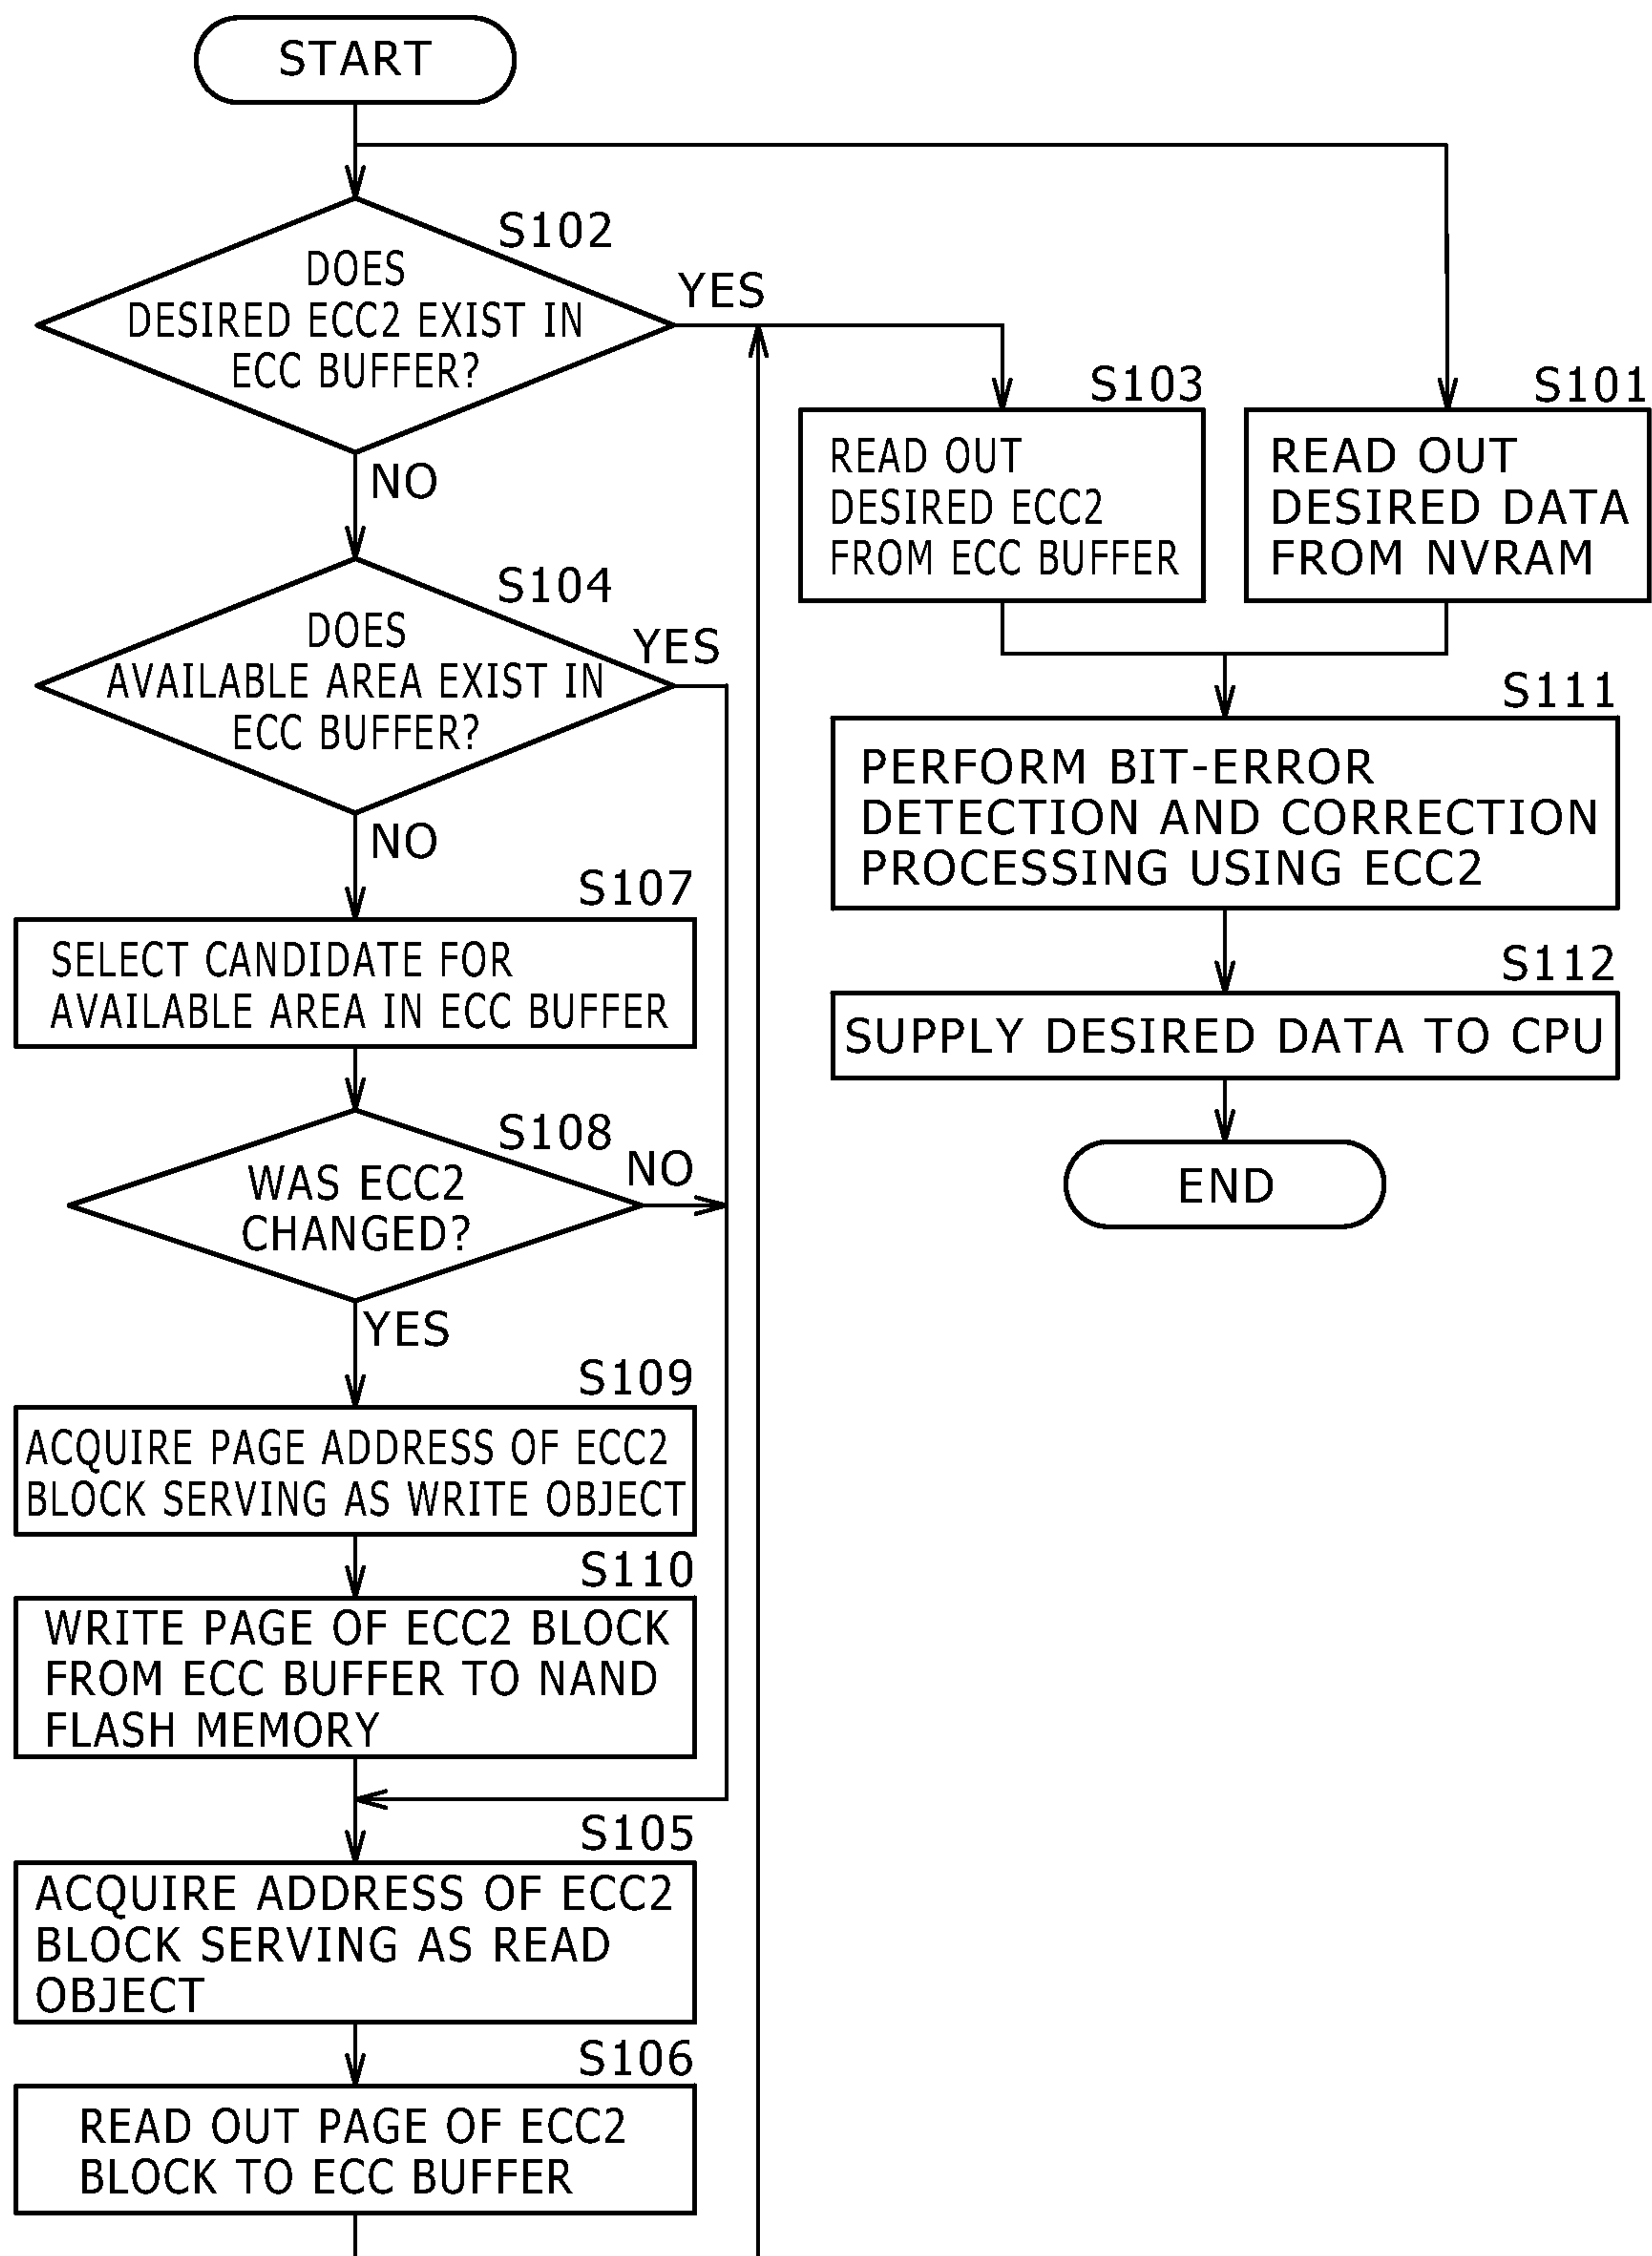 START
S102
DOES
DESIRED ECC2 EXIST IN
ECC BUFFER?
YES
NO
S103
READ OUT
DESIRED ECC2
FROM ECC BUFFER
S101
READ OUT
DESIRED DATA
FROM NVRAM
S104
DOES
AVAILABLE AREA EXIST IN
ECC BUFFER?
YES
NO
S111
PERFORM BIT-ERROR
DETECTION AND CORRECTION
PROCESSING USING ECC2
S107
SELECT CANDIDATE FOR
AVAILABLE AREA IN ECC BUFFER
S112
SUPPLY DESIRED DATA TO CPU
S108
WAS ECC2
CHANGED?
NO
YES
END
S109
ACQUIRE PAGE ADDRESS OF ECC2
BLOCK SERVING AS WRITE OBJECT
S110
WRITE PAGE OF ECC2 BLOCK
FROM ECC BUFFER TO NAND
FLASH MEMORY
S105
ACQUIRE ADDRESS OF ECC2
BLOCK SERVING AS READ
OBJECT
S106
READ OUT PAGE OF ECC2
BLOCK TO ECC BUFFER